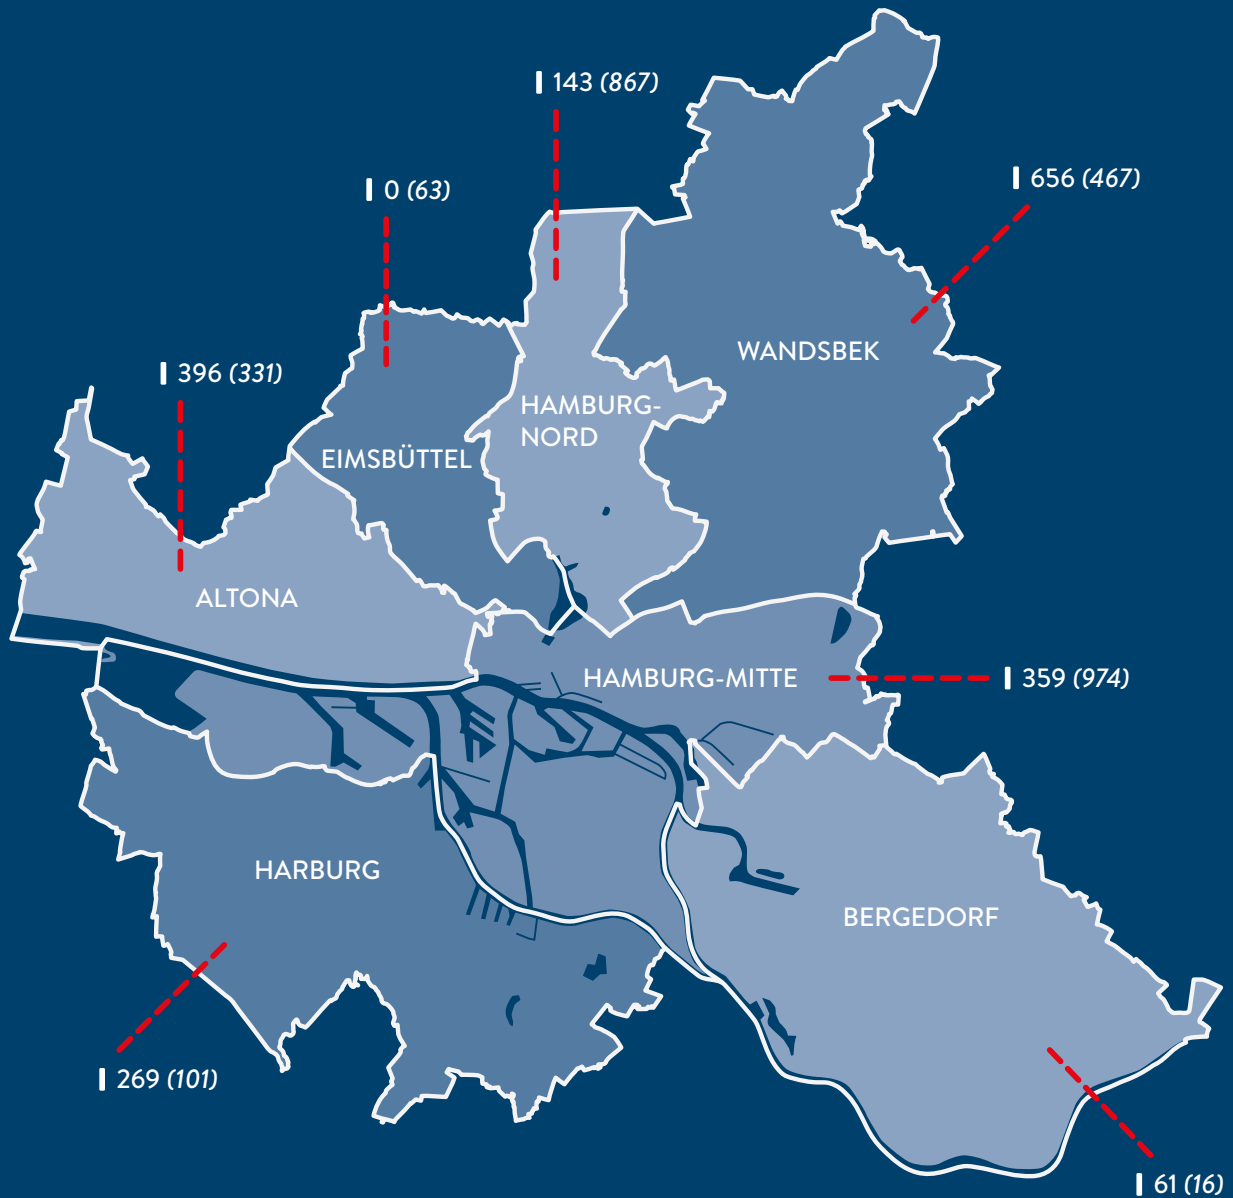 143 (867)
656 (467)
0 (63)
WANDSBEK
396 (331)
HAMBURG-
NORD
EIMSBÜTTEL
ALTONA
HAMBURG-MITTE
359 (974)
HARBURG
BERGEDORF
269 (101)
61 (16)